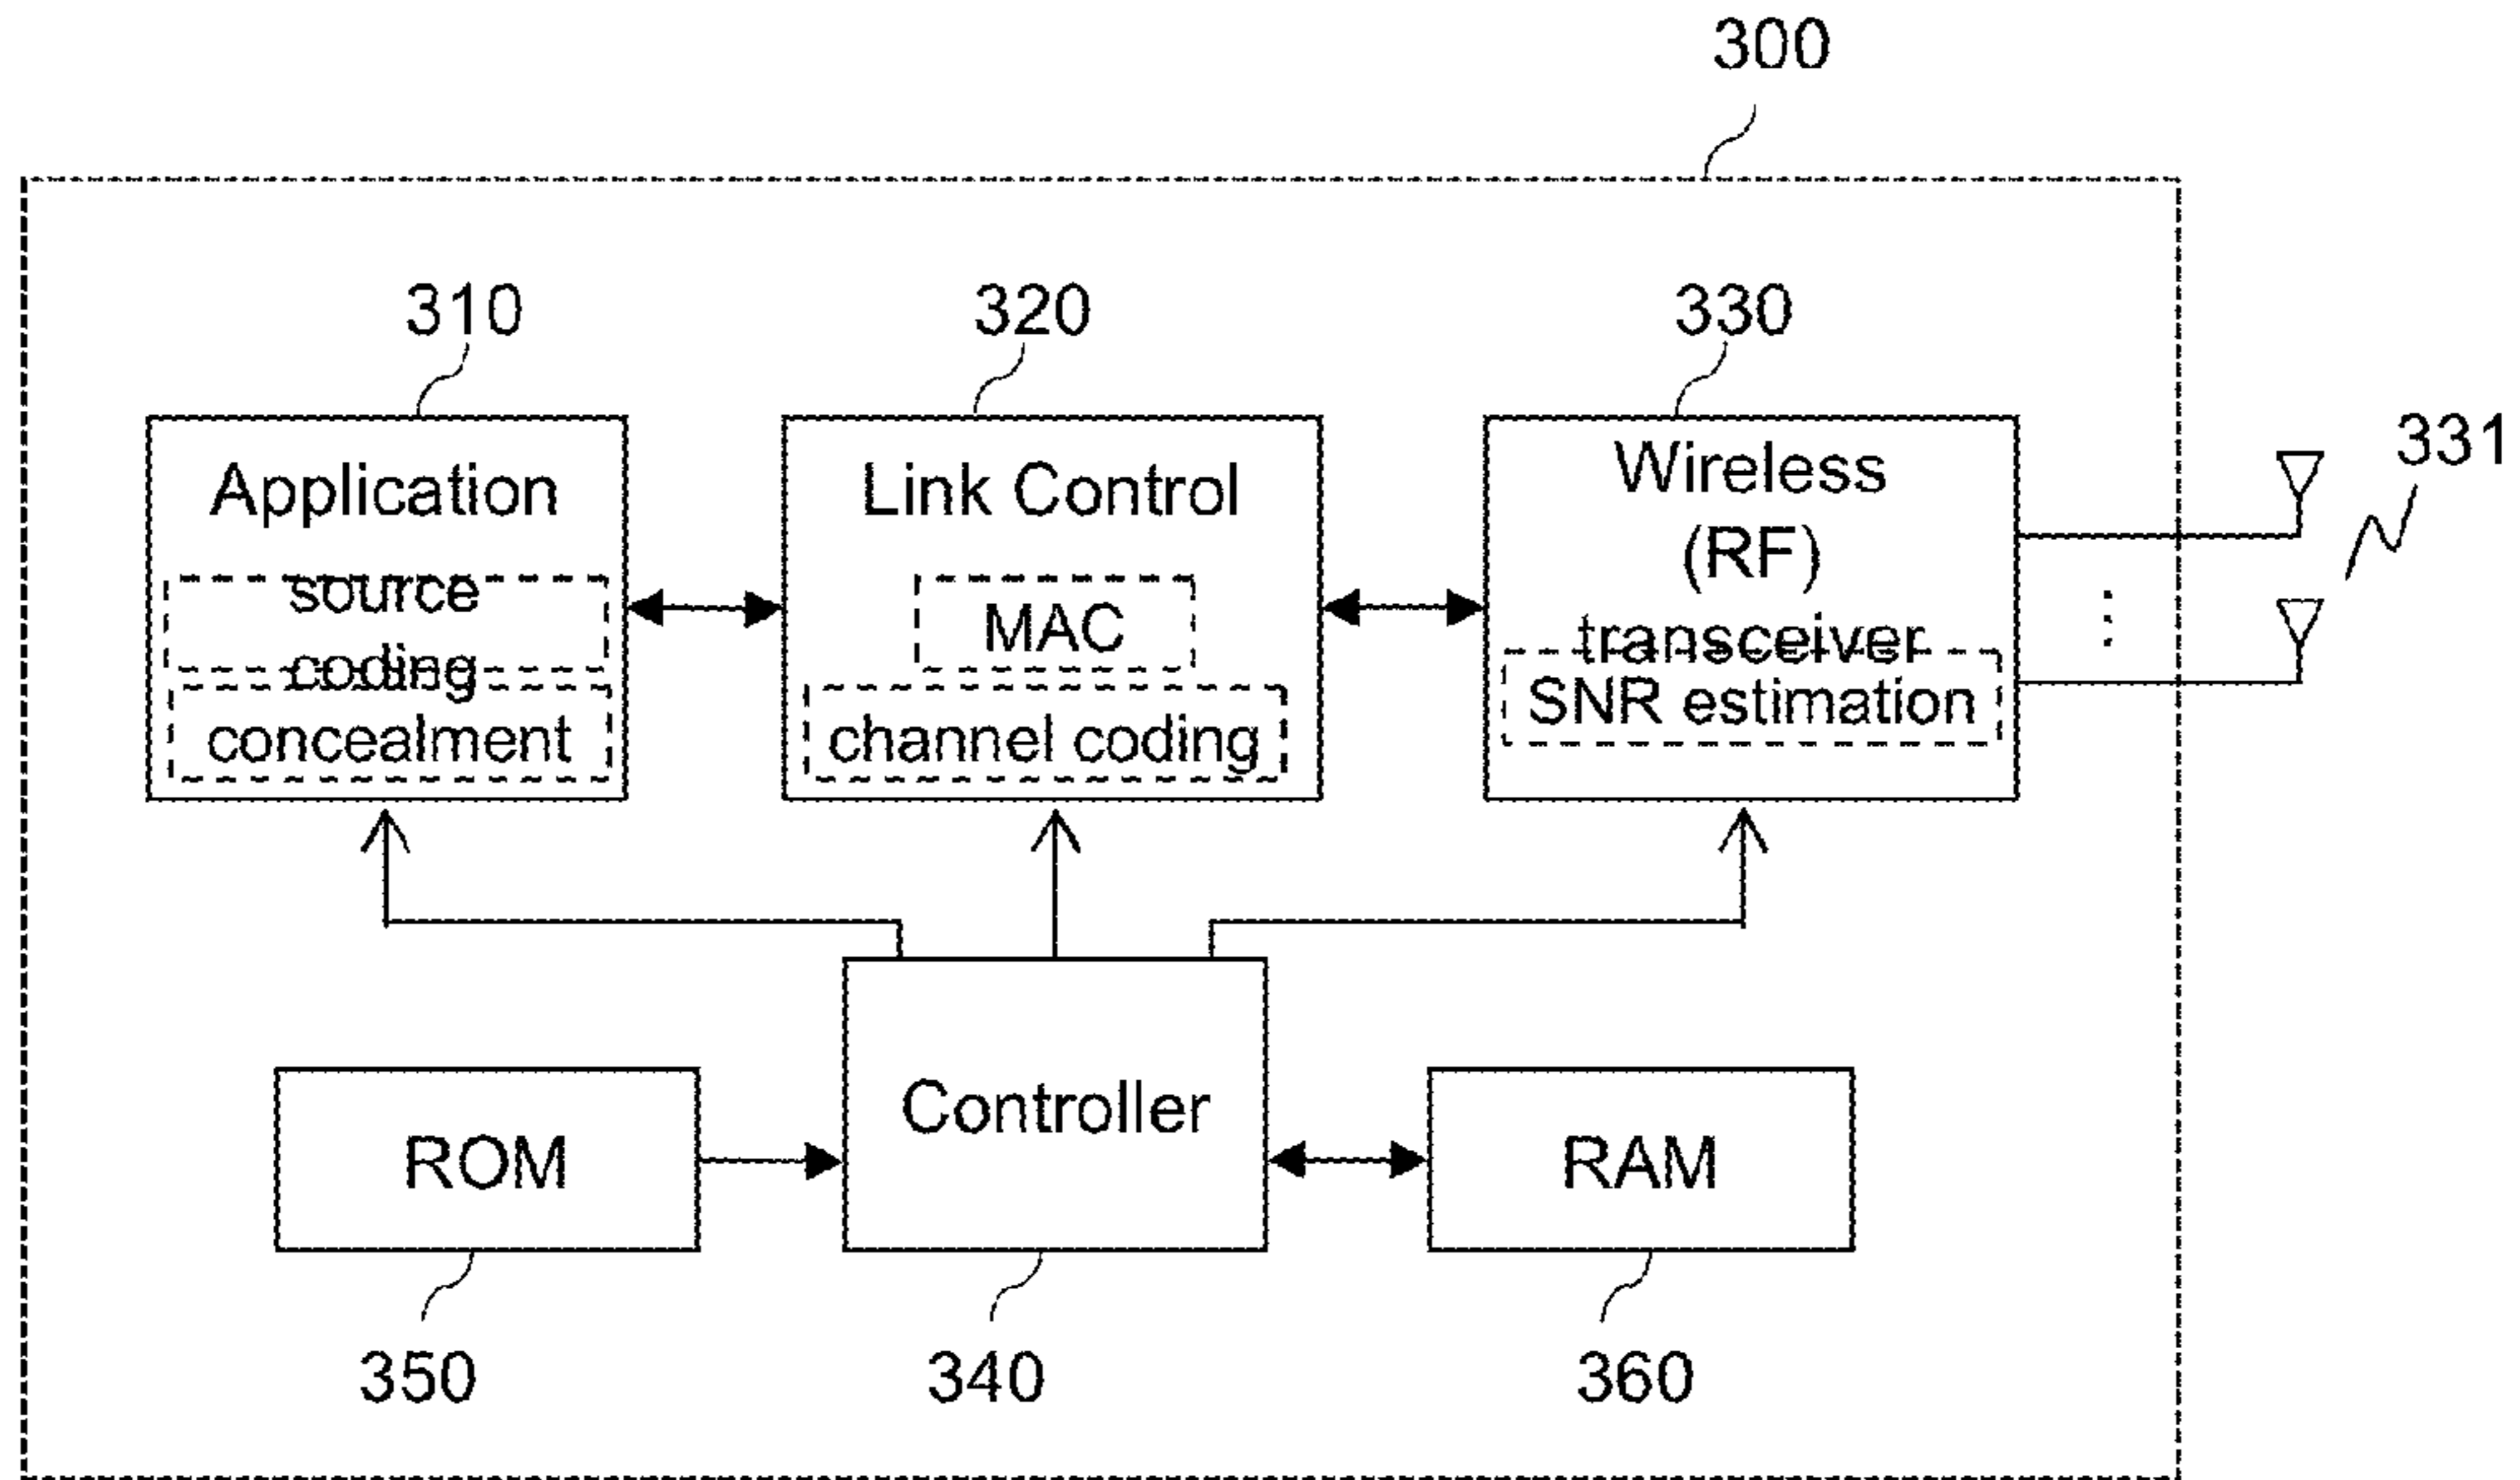 300
310
320
330
331
Application
source
coding
concealment
Link Control
MAC
channel coding
Wireless
(RF)
transceiver
SNR estimation
Controller
ROM
RAM
350
340
360